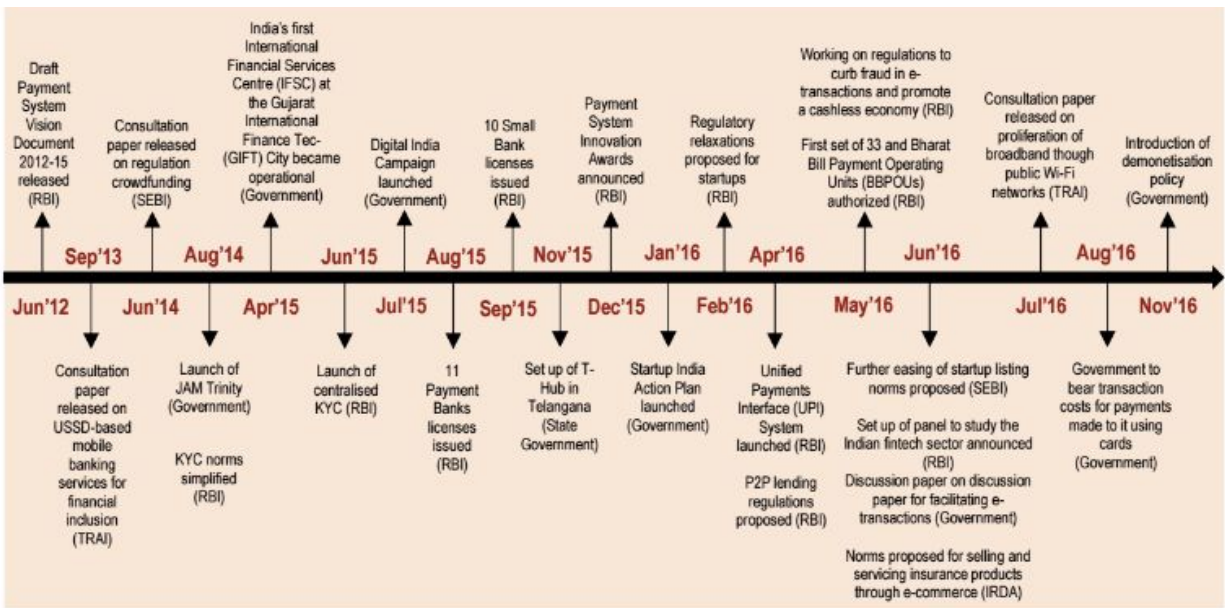 Draft
Payment
System
Vision
Document
2012-15
released
(RBI)
Consultation
paper released
on regulation
crowdfunding
(SEBI)
India's first
International
Financial Services
Centre (IFSC) at
the Gujarat
International
Finance Tec-
(GIFT) City became
operational
(Government)
Digital India
Campaign
launched
(Government)
10 Small
Bank
licenses
issued
(RBI)
Payment
System
Innovation
Awards
announced
(RBI)
Regulatory
relaxations
proposed for
startups
(RBI)
Working on regulations to
curb fraud in e-
transactions and promote
a cashless economy (RBI)
First set of 33 and Bharat
Bill Payment Operating
Units (BBPOUs)
authorized (RBI)
Consultation paper
released on
proliferation of
broadband though
public Wi-Fi
networks (TRAI)
Introduction of
demonetisation
policy
(Government)
Sep'13
Aug'14
Jun'15
Aug'15
Nov'15
Jan'16
Apr'16
Jun'16
Aug'16
Jun'12
Jun'14
Apr'15
Jul'15
Sep'15
Dec'15
Feb'16
May'16
Jul'16
Nov'16
Consultation
paper
released on
USSD-based
mobile
banking
services for
financial
inclusion
(TRAI)
Launch of
JAM Trinity
(Government)
KYC norms
simplified
(RBI)
Launch of
centralised
KYC (RBI)
11
Payment
Banks
licenses
issued
(RBI)
Set up of T-
Hub in
Telangana
(State
Government)
Startup India
Action Plan
launched
(Government)
Unified
Payments
Interface (UPI)
System
launched (RBI)
P2P lending
regulations
proposed (RBI)
Further easing of startup listing
norms proposed (SEBI)
Set up of panel to study the
Indian fintech sector announced
(RBI)
Discussion paper on discussion
paper for facilitating e-
transactions (Government)
Norms proposed for selling and
servicing insurance products
through e-commerce (IRDA)
Government to
bear transaction
costs for payments
made to it using
cards
(Government)